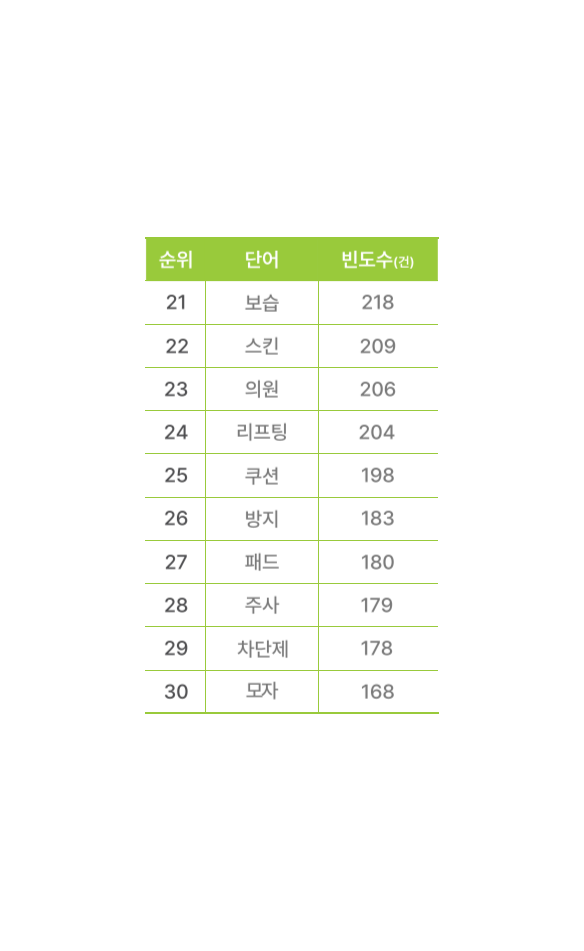 순위 단어 빈도수(건)
21 보습 218
22 스킨 209
23 의원 206
24 리프팅 204
25 쿠션 198
26 방지 183
27 패드 180
28 주사 179
29 차단제 178
30 모자 168